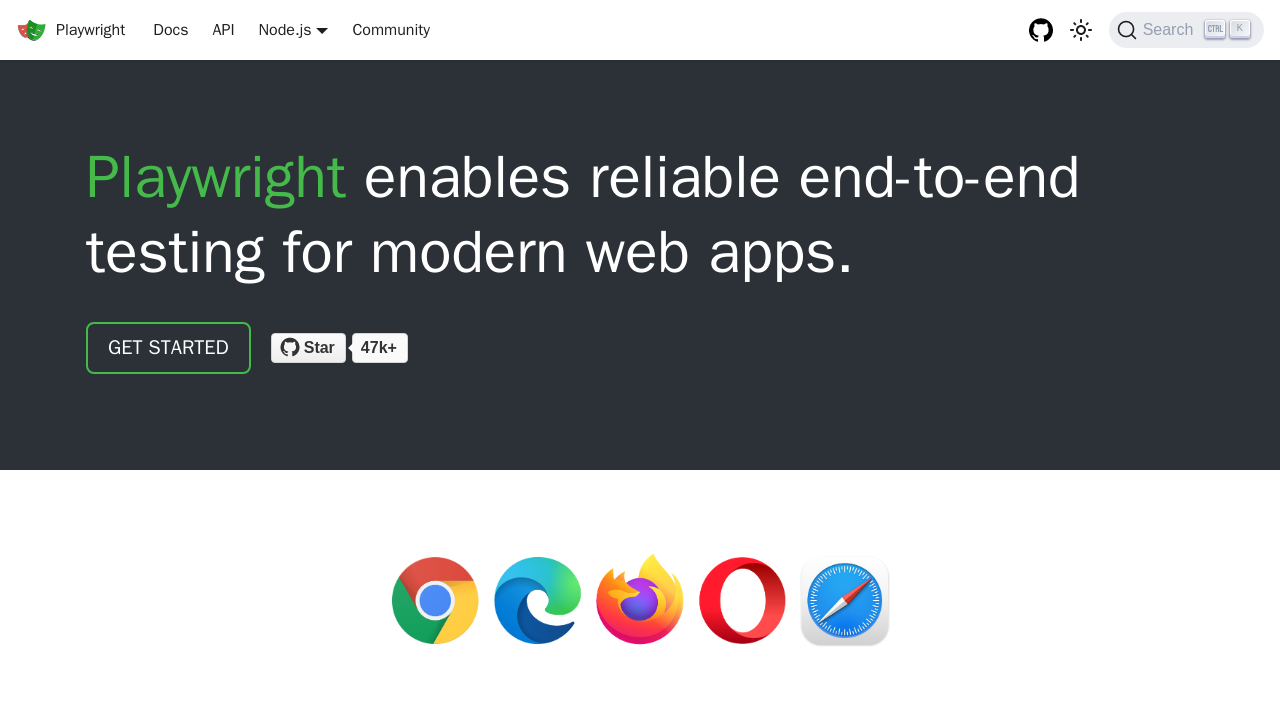 Playwright Docs API Node.js Community Search CTRL K
Playwright enables reliable end-to-end
testing for modern web apps.
GET STARTED Star 47k+